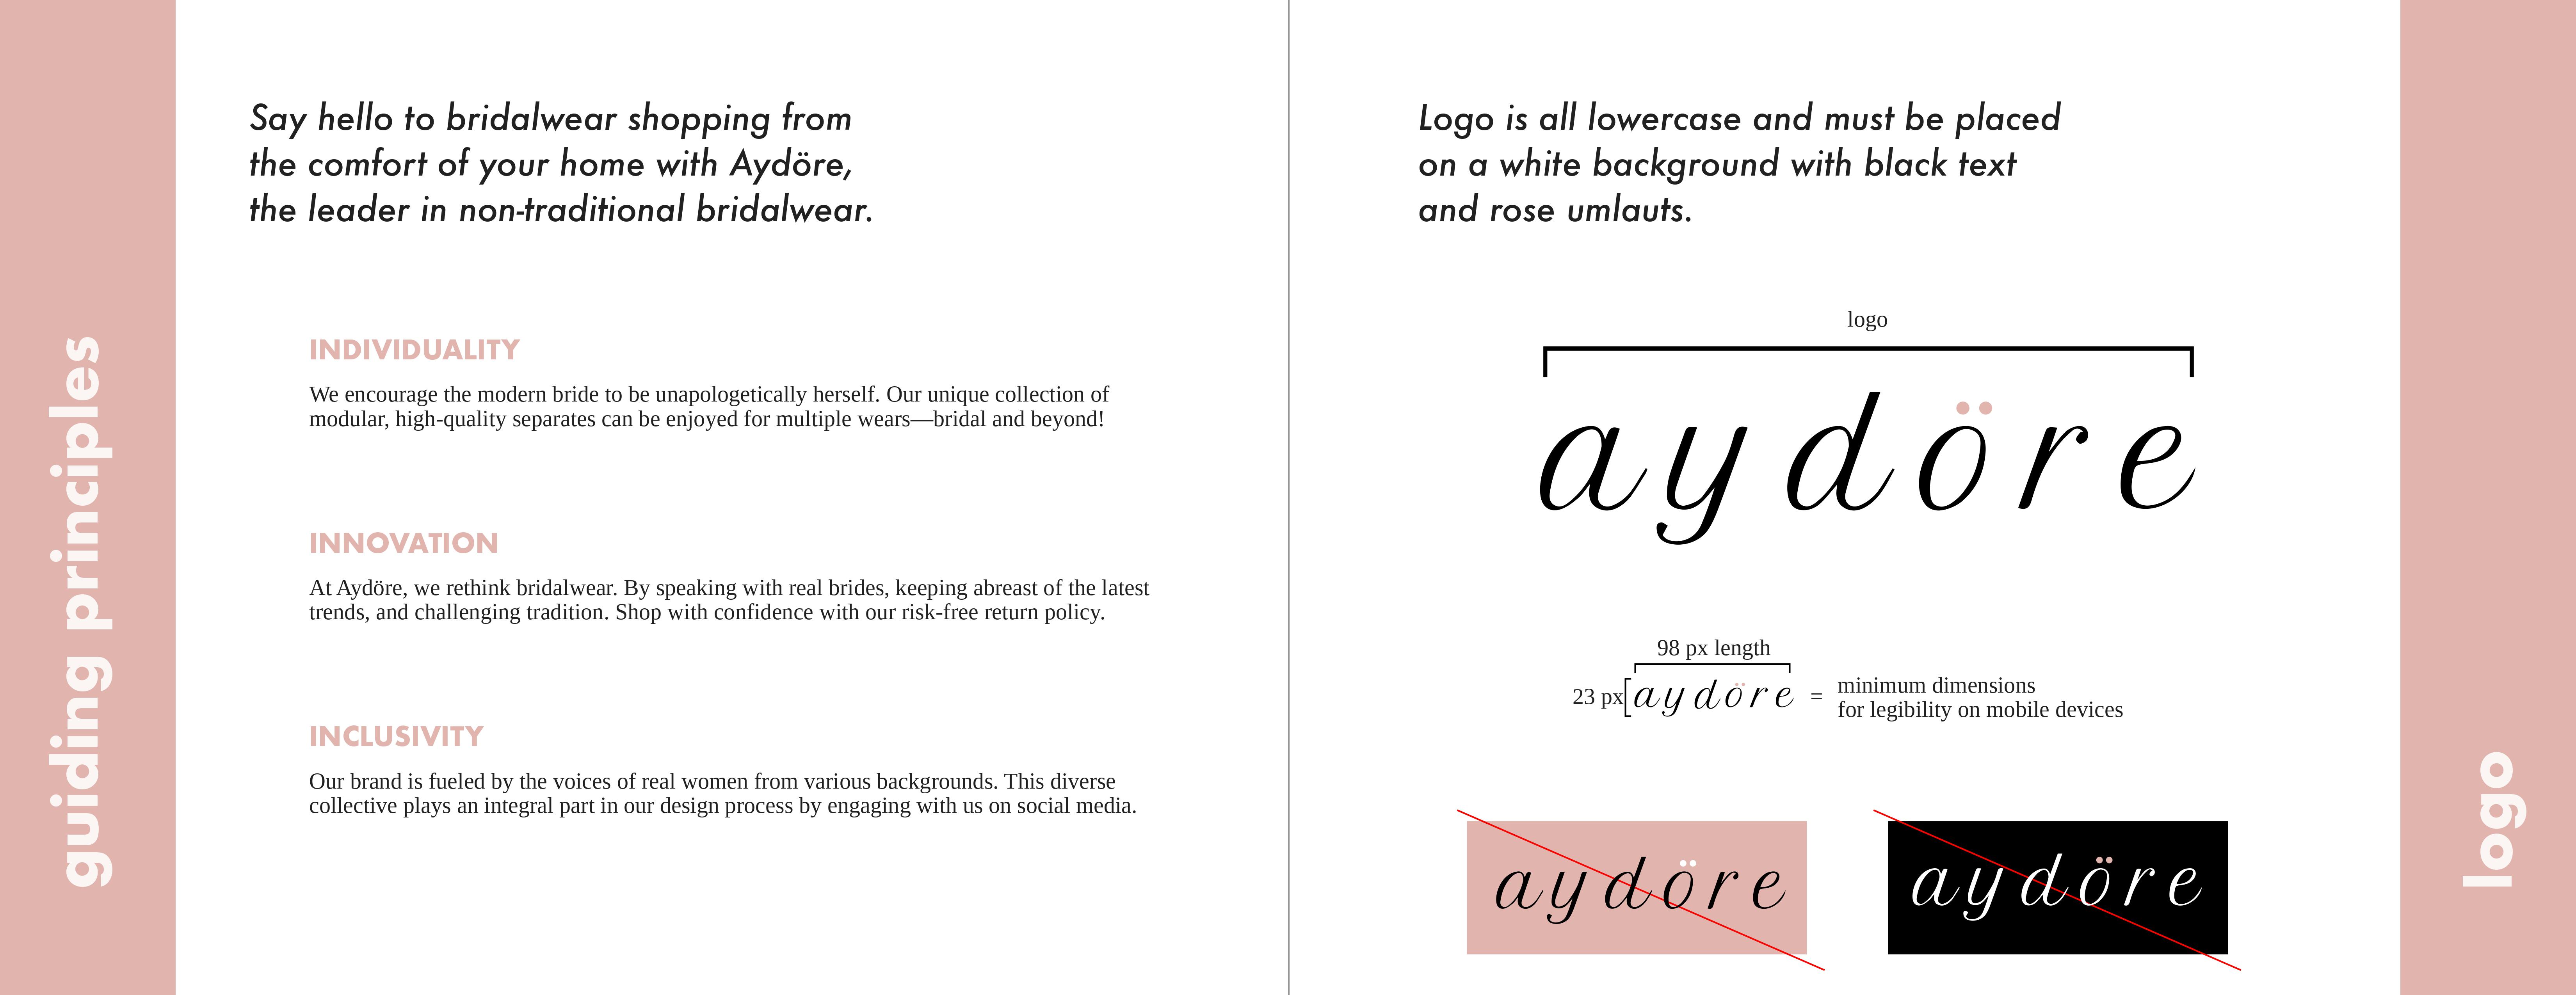 guiding principles
Say hello to bridalwear shopping from
the comfort of your home with Aydöre,
the leader in non-traditional bridalwear.
INDIVIDUALITY
We encourage the modern bride to be unapologetically herself. Our unique collection of
modular, high-quality separates can be enjoyed for multiple wears—bridal and beyond!
INNOVATION
At Aydöre, we rethink bridalwear. By speaking with real brides, keeping abreast of the latest
trends, and challenging tradition. Shop with confidence with our risk-free return policy.
INCLUSIVITY
Our brand is fueled by the voices of real women from various backgrounds. This diverse
collective plays an integral part in our design process by engaging with us on social media.
Logo is all lowercase and must be placed
on a white background with black text
and rose umlauts.
logo
aydöre
98 px length
23 px
aydöre
=
minimum dimensions
for legibility on mobile devices
aydöre
aydöre
logo